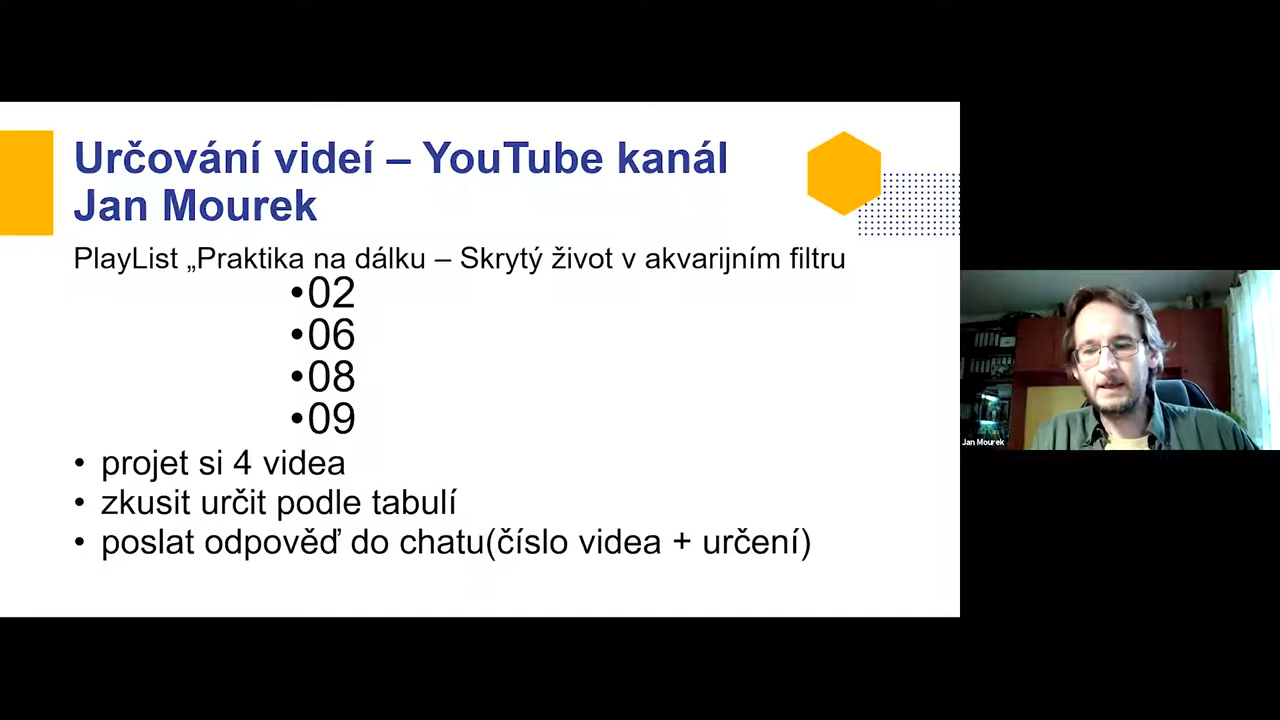 Určování videí – YouTube kanál
Jan Mourek
PlayList „Praktika na dálku – Skrytý život v akvarijním filtru
•02
•06
•08
•09
• projet si 4 videa
• zkusit určit podle tabulí
• poslat odpověď do chatu(číslo videa + určení)
Jan Mourek